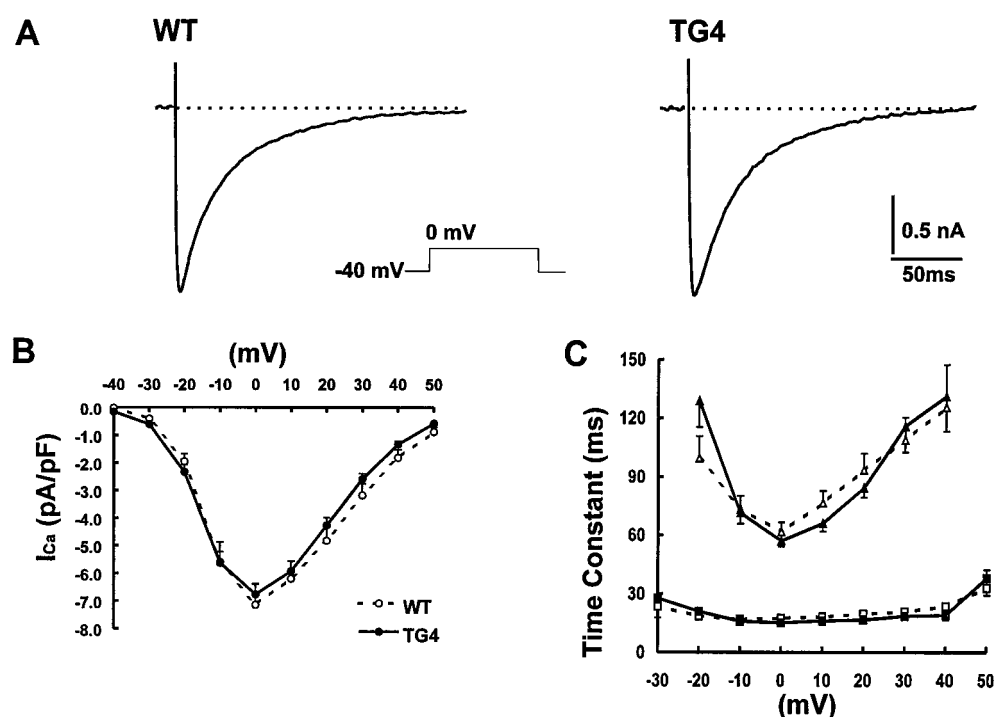 A
WT
TG4
0 mV
-40 mV
0.5 nA
50ms
B
(mV)
-40 -30 -20 -10 0 10 20 30 40 50
0.0
-1.0
-2.0
-3.0
-4.0
-5.0
-6.0
-7.0
-8.0
ICa (pA/pF)
WT
TG4
C
150
120
90
60
30
0
Time Constant (ms)
-30 -20 -10 0 10 20 30 40 50
(mV)